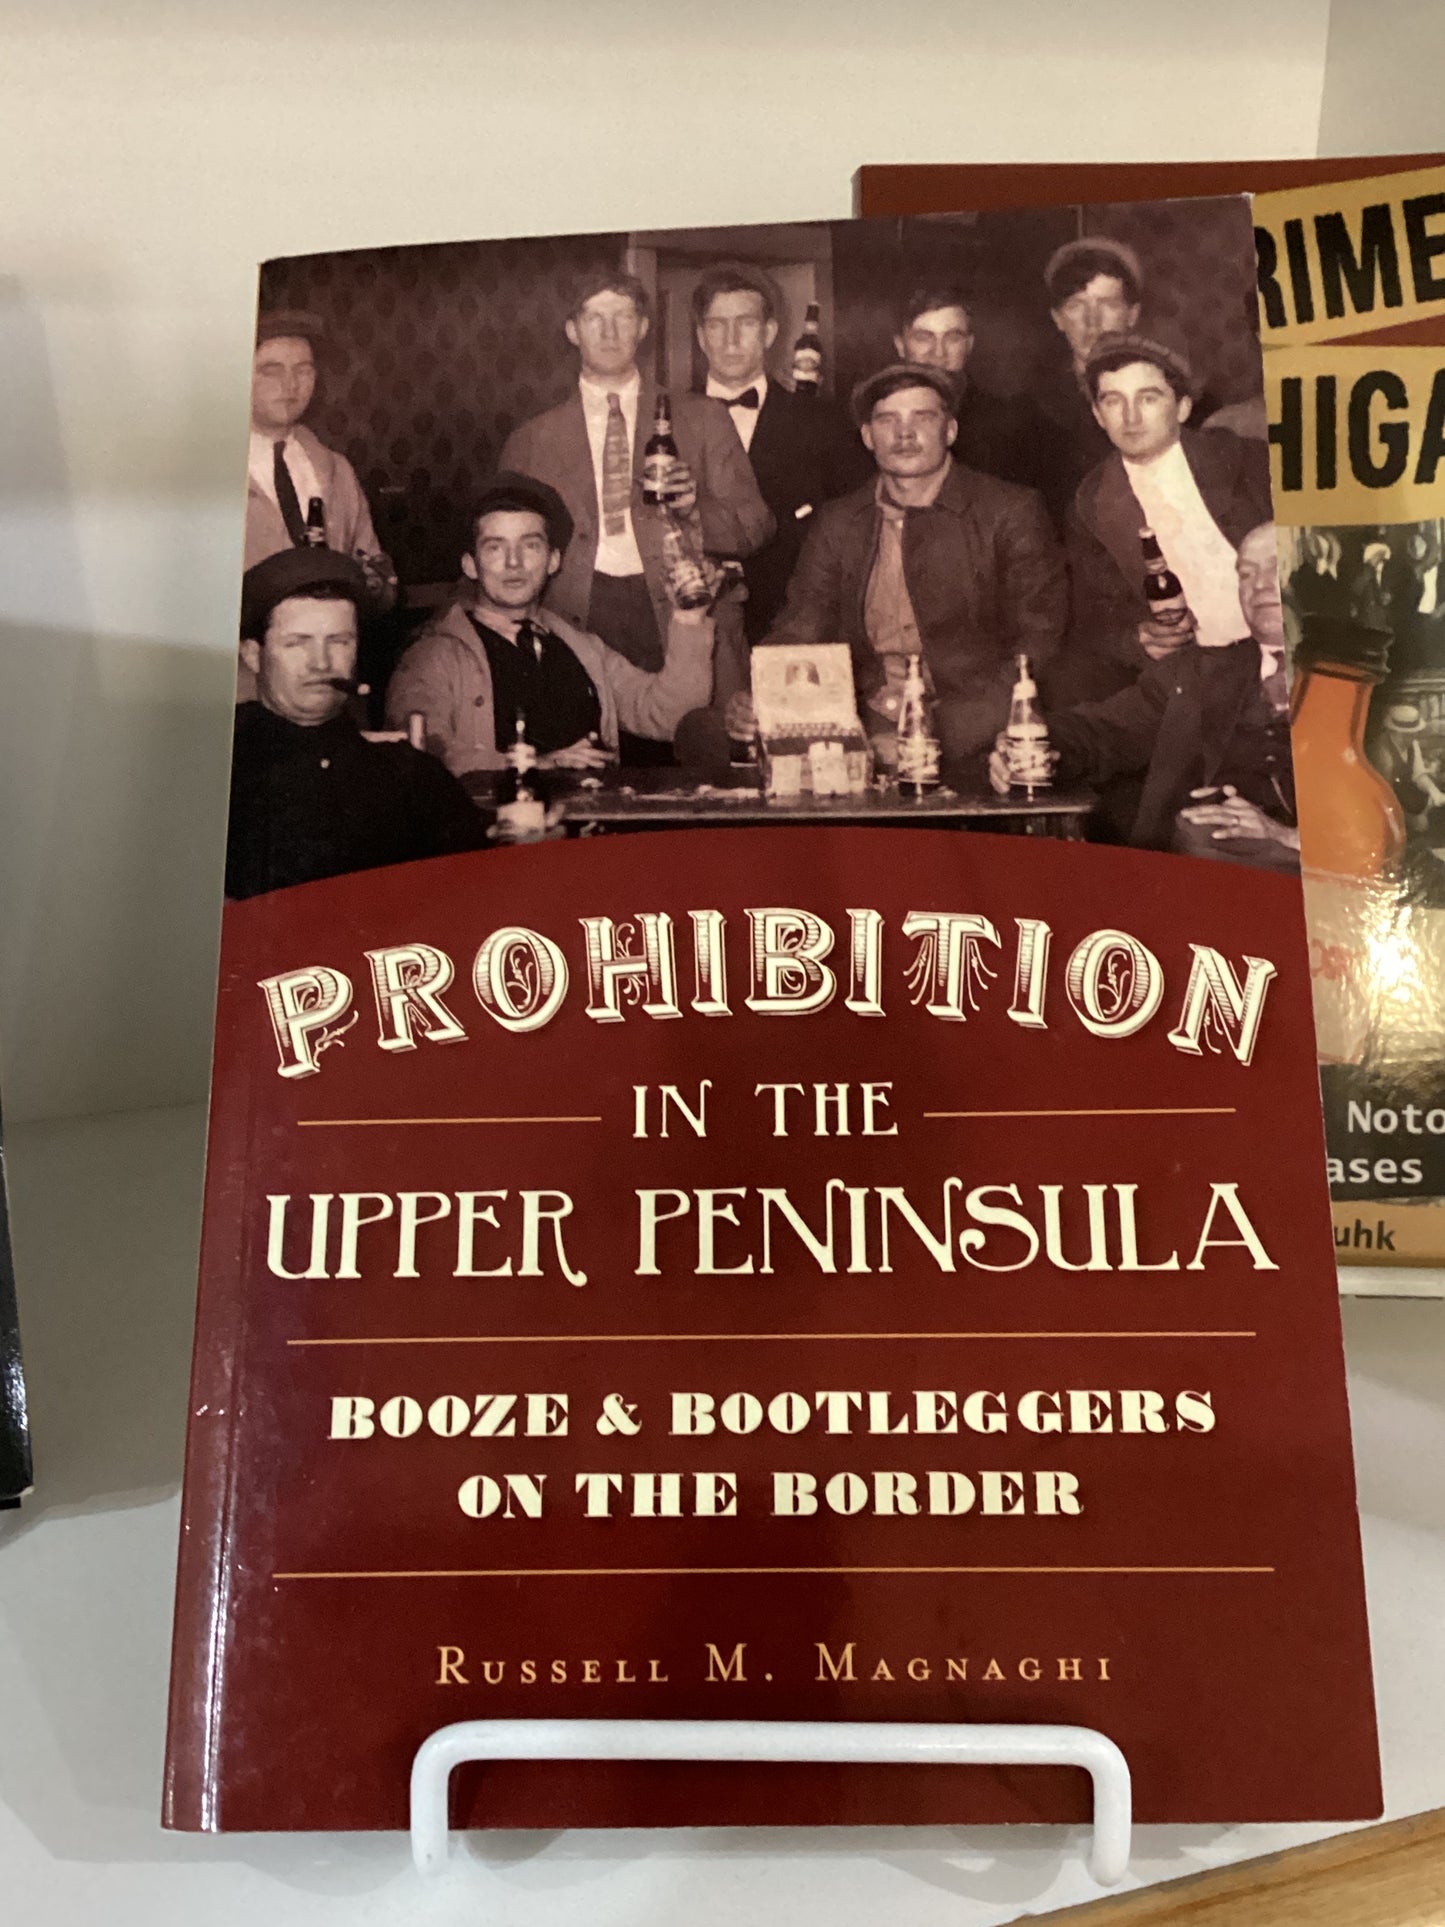 PROHIBITION
IN THE
UPPER PENINSULA
BOOZE & BOOTLEGGERS
ON THE BORDER
RUSSELL M. MAGNAGHI
RIME
HIGA
Noto
ases
uhk